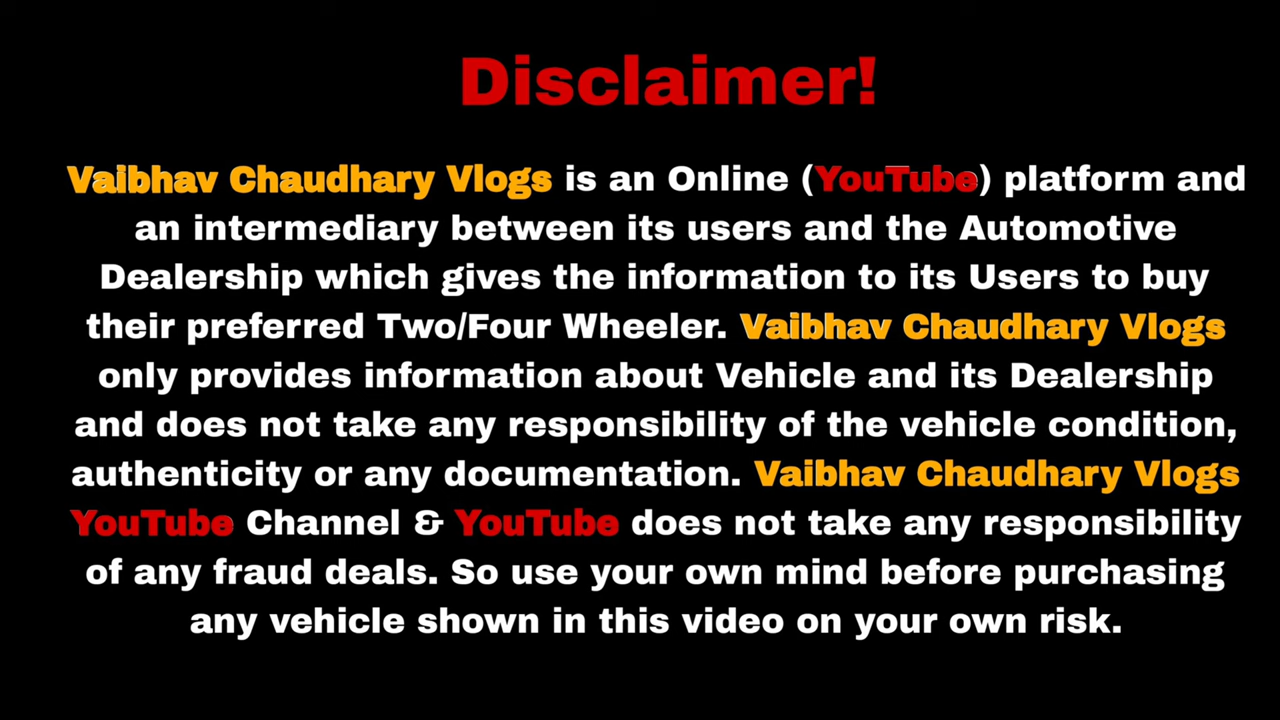 Disclaimer!
Vaibhav Chaudhary Vlogs is an Online (YouTube) platform and
an intermediary between its users and the Automotive
Dealership which gives the information to its Users to buy
their preferred Two/Four Wheeler. Vaibhav Chaudhary Vlogs
only provides information about Vehicle and its Dealership
and does not take any responsibility of the vehicle condition,
authenticity or any documentation. Vaibhav Chaudhary Vlogs
YouTube Channel & YouTube does not take any responsibility
of any fraud deals. So use your own mind before purchasing
any vehicle shown in this video on your own risk.